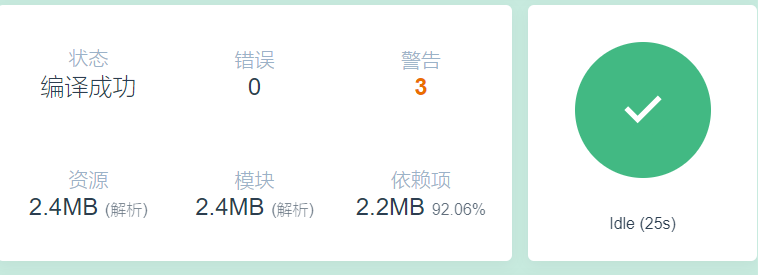 状态
编译成功
错误
0
警告
3
资源
2.4MB (解析)
模块
2.4MB (解析)
依赖项
2.2MB 92.06%
Idle (25s)